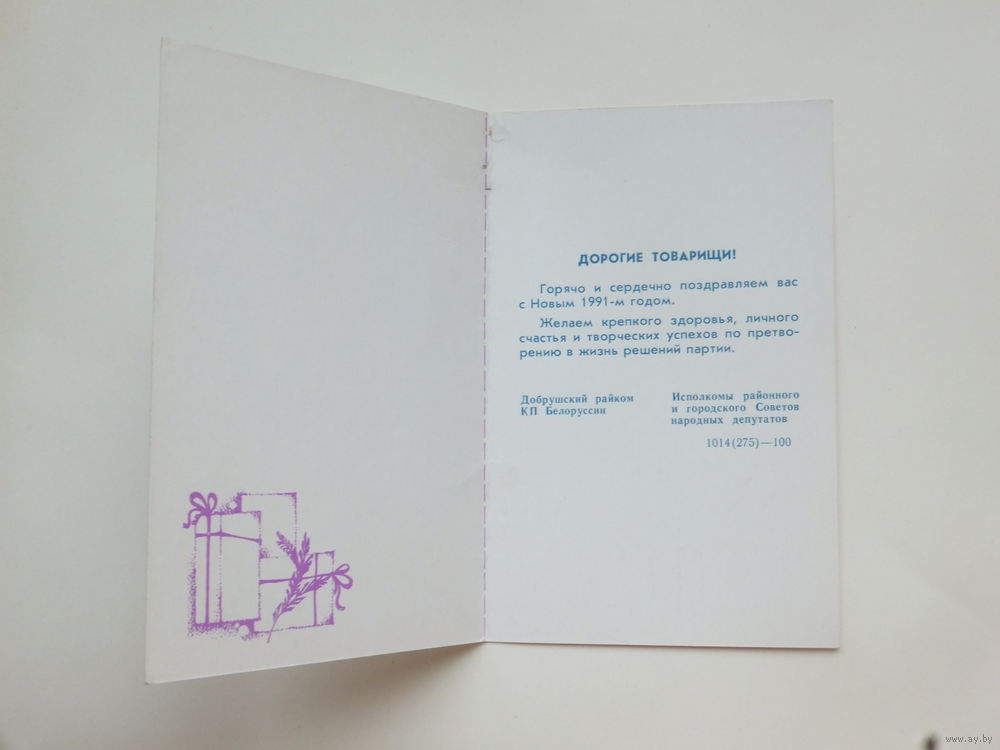 ДОРОГИЕ ТОВАРИЩИ!
Горячо и сердечно поздравляем вас
с Новым 1991-м годом.
Желаем крепкого здоровья, личного
счастья и творческих успехов по претво-
рению в жизнь решений партии.
Добрушский райком
КП Белоруссии
Исполкомы районного
и городского Советов
народных депутатов
1014(275)—100
www.ay.by